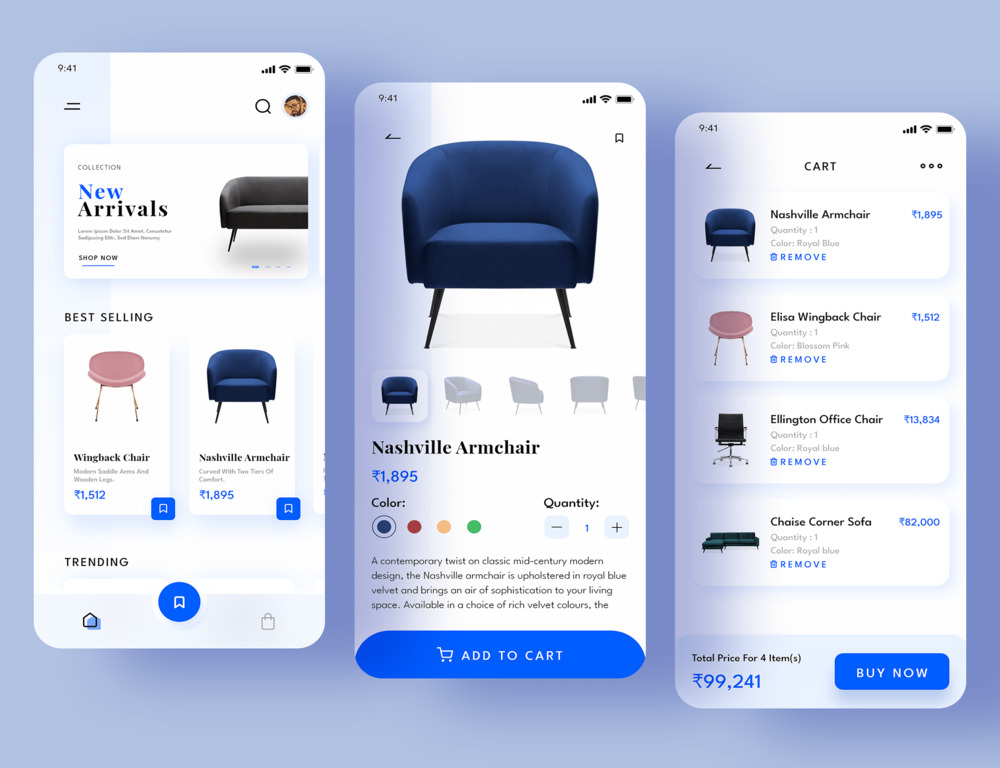 9:41
COLLECTION
New
Arrivals
Lorem Ipsum Dolor Sit Amet, Consetetur
Sadipscing Elitr, Sed Diam Nonumy
SHOP NOW
BEST SELLING
Wingback Chair
Modern Saddle Arms And
Wooden Legs.
₹1,512
Nashville Armchair
Curved With Two Tiers Of
Comfort.
₹1,895
TRENDING
9:41
Nashville Armchair
₹1,895
Color:
Quantity:
1
A contemporary twist on classic mid-century modern
design, the Nashville armchair is upholstered in royal blue
velvet and brings an air of sophistication to your living
space. Available in a choice of rich velvet colours, the
ADD TO CART
9:41
CART
Nashville Armchair
₹1,895
Quantity : 1
Color: Royal Blue
REMOVE
Elisa Wingback Chair
₹1,512
Quantity : 1
Color: Blossom Pink
REMOVE
Ellington Office Chair
₹13,834
Quantity : 1
Color: Royal blue
REMOVE
Chaise Corner Sofa
₹82,000
Quantity : 1
Color: Royal blue
REMOVE
Total Price For 4 Item(s)
₹99,241
BUY NOW